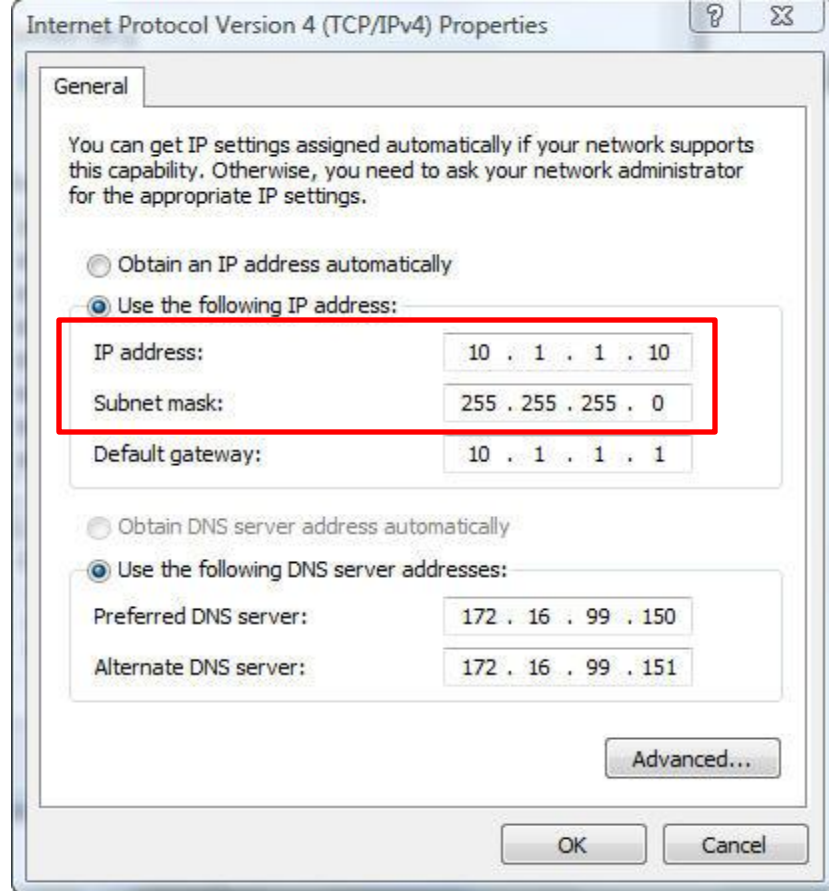 Internet Protocol Version 4 (TCP/IPv4) Properties
?
General
You can get IP settings assigned automatically if your network supports
this capability. Otherwise, you need to ask your network administrator
for the appropriate IP settings.
Obtain an IP address automatically
Use the following IP address:
IP address: 10 . 1 . 1 . 10
Subnet mask: 255 . 255 . 255 . 0
Default gateway: 10 . 1 . 1 . 1
Obtain DNS server address automatically
Use the following DNS server addresses:
Preferred DNS server: 172 . 16 . 99 . 150
Alternate DNS server: 172 . 16 . 99 . 151
Advanced...
OK Cancel